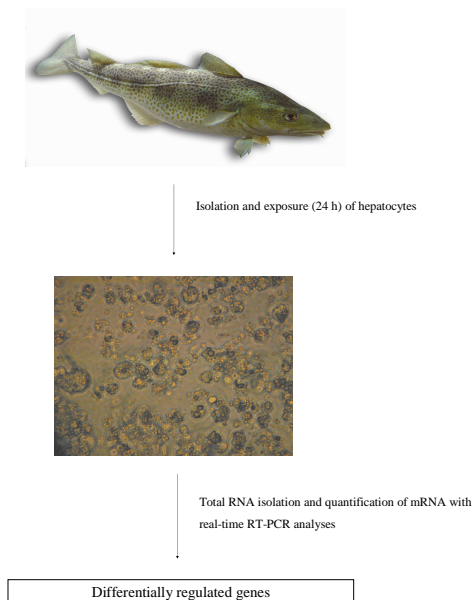 Isolation and exposure (24 h) of hepatocytes
Total RNA isolation and quantification of mRNA with
real-time RT-PCR analyses
Differentially regulated genes